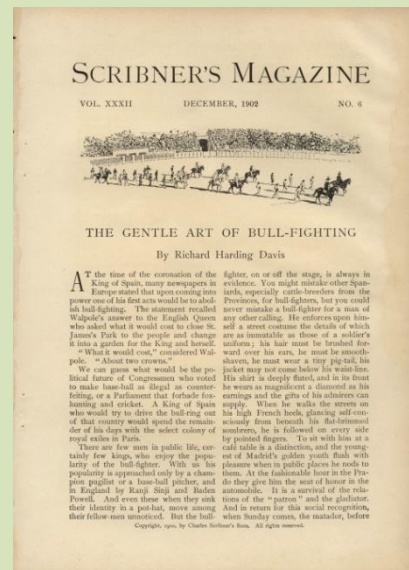 SCRIBNER'S MAGAZINE
VOL. XXXII DECEMBER, 1902 NO. 6
THE GENTLE ART OF BULL-FIGHTING
By Richard Harding Davis
AT the time of the coronation of the
King of Spain, many newspapers in
Europe stated that upon coming into
power one of his first acts would be to abol-
ish bull-fighting. The statement recalled
Walpole's answer to the English Queen
who asked what it would cost to close St.
James's Park to the people and change
it into a garden for the King and herself.
"What it would cost," considered Wal-
pole. "About two crowns."
We can guess what would be the po-
litical future of Congressmen who voted
to make base-ball as illegal as counter-
feiting, or a Parliament that forbade fox-
hunting and cricket. A King of Spain
who would try to drive the bull-ring out
of that country would spend the remain-
der of his days with the select colony of
royal exiles in Paris.
There are few men in public life, cer-
tainly few kings, who enjoy the popu-
larity of the bull-fighter. With us his
popularity is approached only by a cham-
pion pugilist or a base-ball pitcher, and
in England by Ranji Sinji and Baden
Powell. And even these when they sink
their identity in a pot-hat, move among
their fellow-men unnoticed. But the bull-
fighter, on or off the stage, is always in
evidence. You might mistake other Span-
iards, especially cattle-breeders from the
Provinces, for bull-fighters, but you could
never mistake a bull-fighter for a man of
any other calling. He enforces upon him-
self a street costume the details of which
are as immutable as those of a soldier's
uniform; his hair must be brushed for-
ward over his ears, he must be smooth-
shaven, he must wear a tiny pig-tail, his
jacket may not come below his waist-line.
His shirt is deeply fluted, and in its front
he wears as magnificent a diamond as his
earnings and the gifts of his admirers can
supply. When he walks the streets on
his high French heels, glancing self-con-
sciously from beneath his flat-brimmed
sombrero, he is followed on every side
by pointed fingers. To sit with him at a
café table is a distinction, and the young-
est of Madrid's golden youth flush with
pleasure when in public places he nods to
them. At the fashionable hour in the Pra-
do they give him the seat of honor in the
automobile. It is a survival of the rela-
tions of the "patron" and the gladiator.
And in return for this social recognition,
when Sunday comes, the matador, before
Copyright, 1902, by Charles Scribner's Sons. All rights reserved.